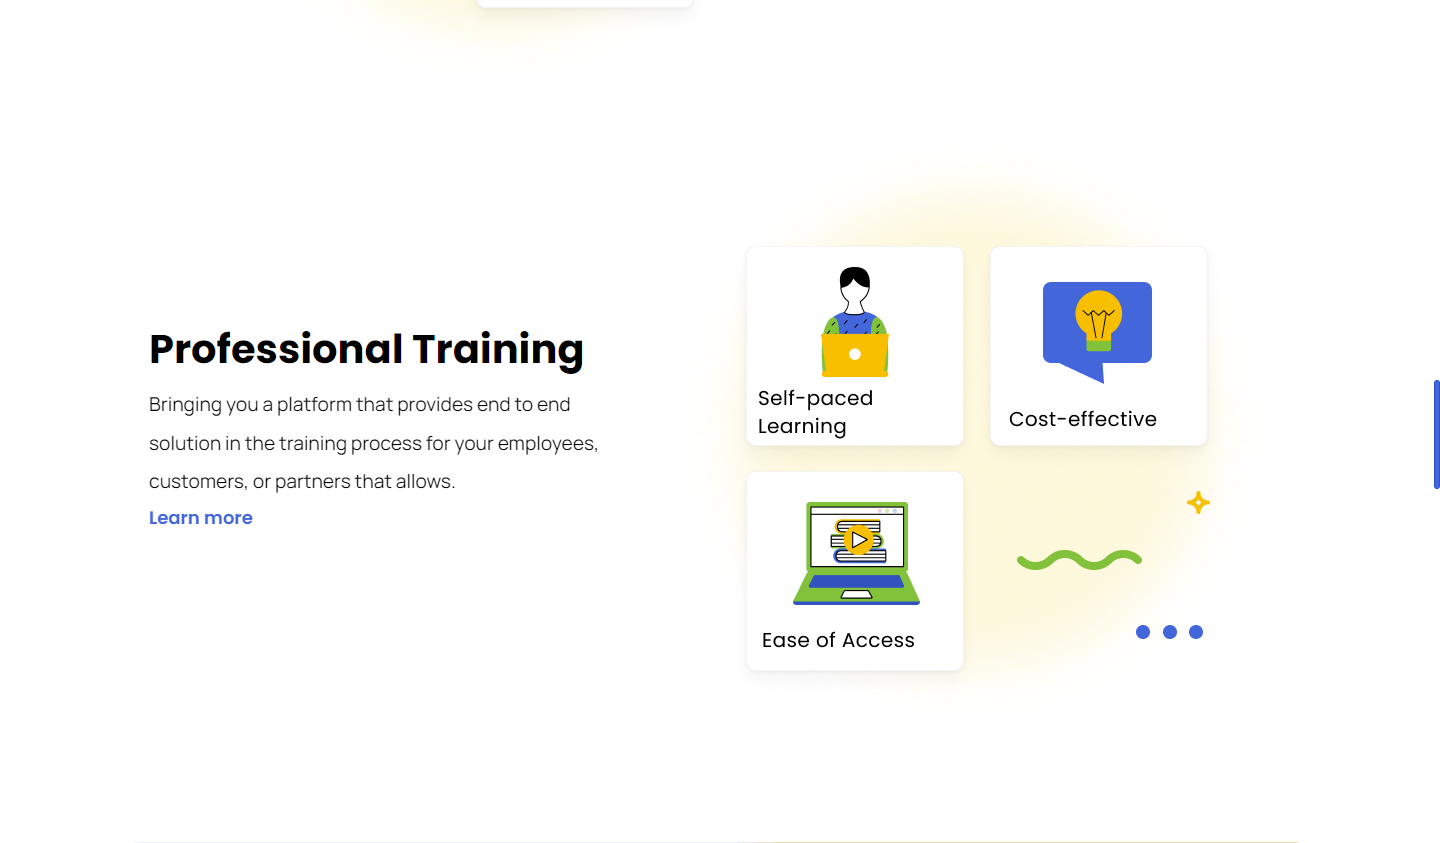 Professional Training
Bringing you a platform that provides end to end
solution in the training process for your employees,
customers, or partners that allows.
Learn more
Self-paced
Learning
Cost-effective
Ease of Access